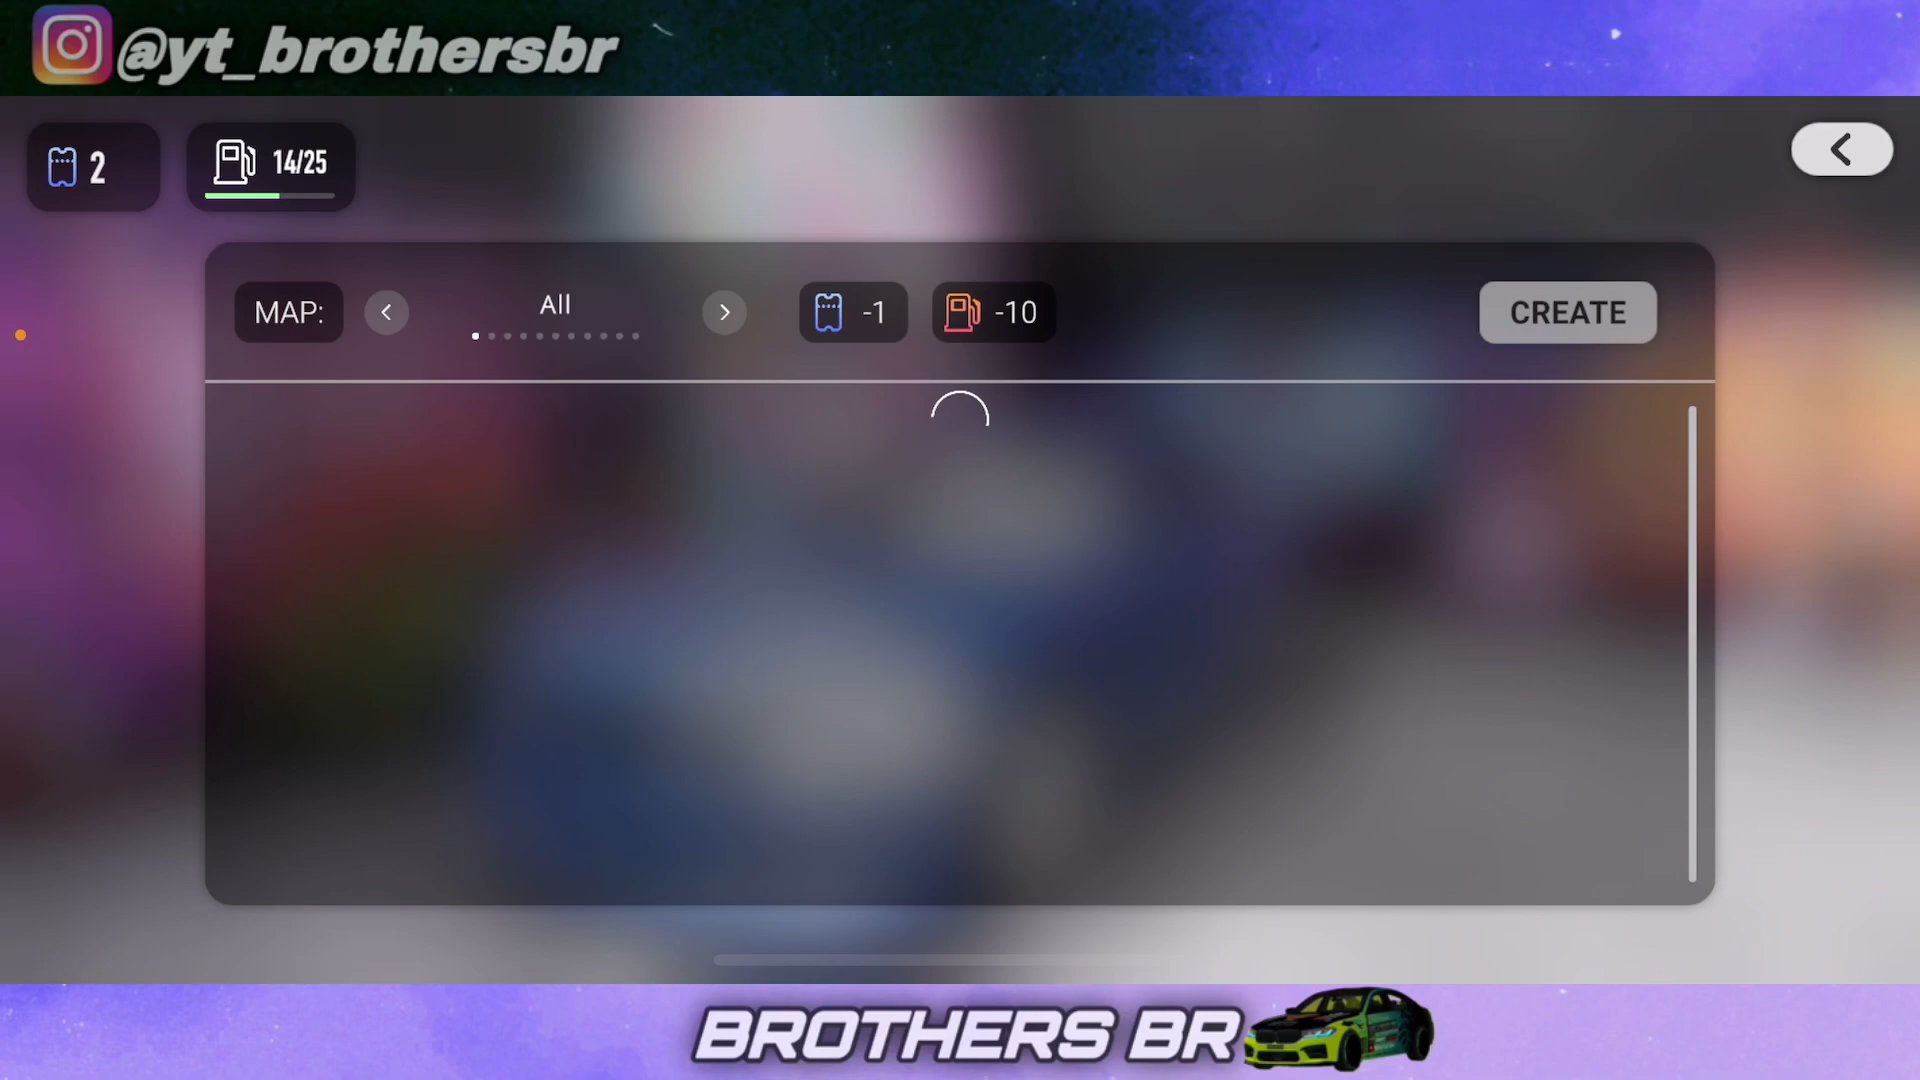 @yt_brothersbr
2
14/25
MAP:
All
-1
-10
CREATE
BROTHERS BR